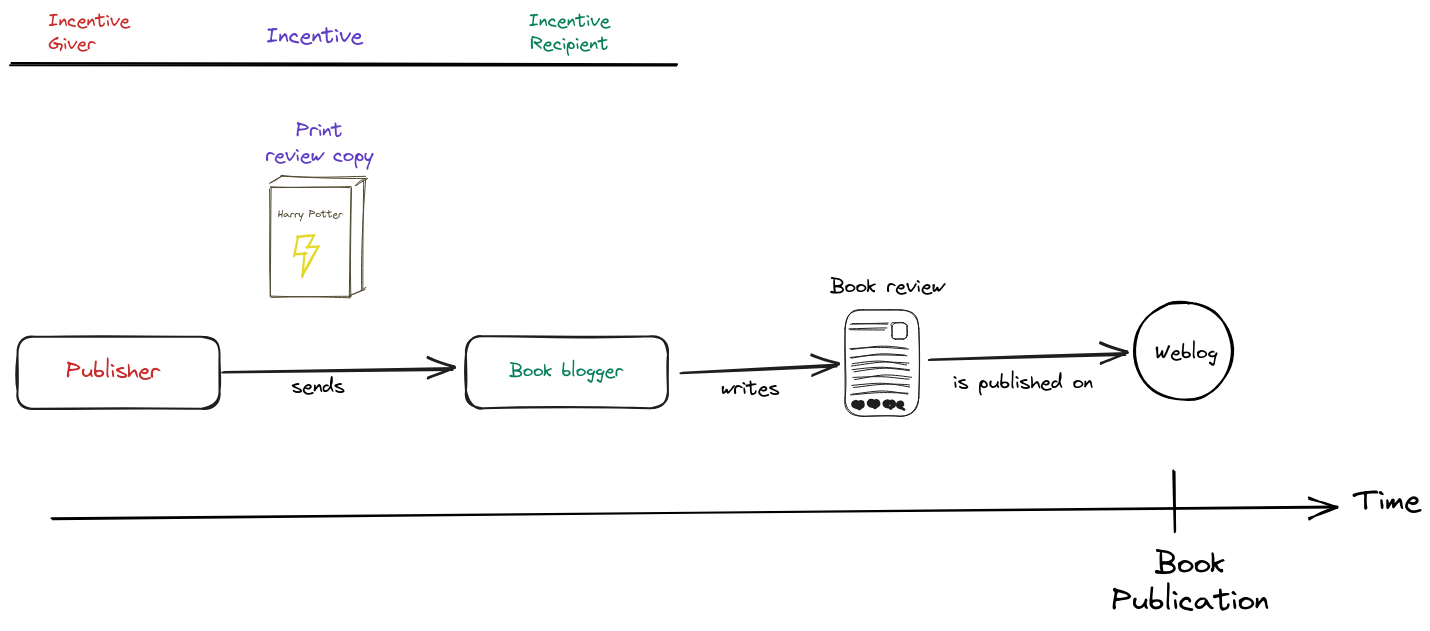 Incentive
Giver
Incentive
Incentive
Recipient
Print
review copy
Harry Potter
Publisher
sends
Book blogger
writes
Book review
is published on
Weblog
Time
Book
Publication